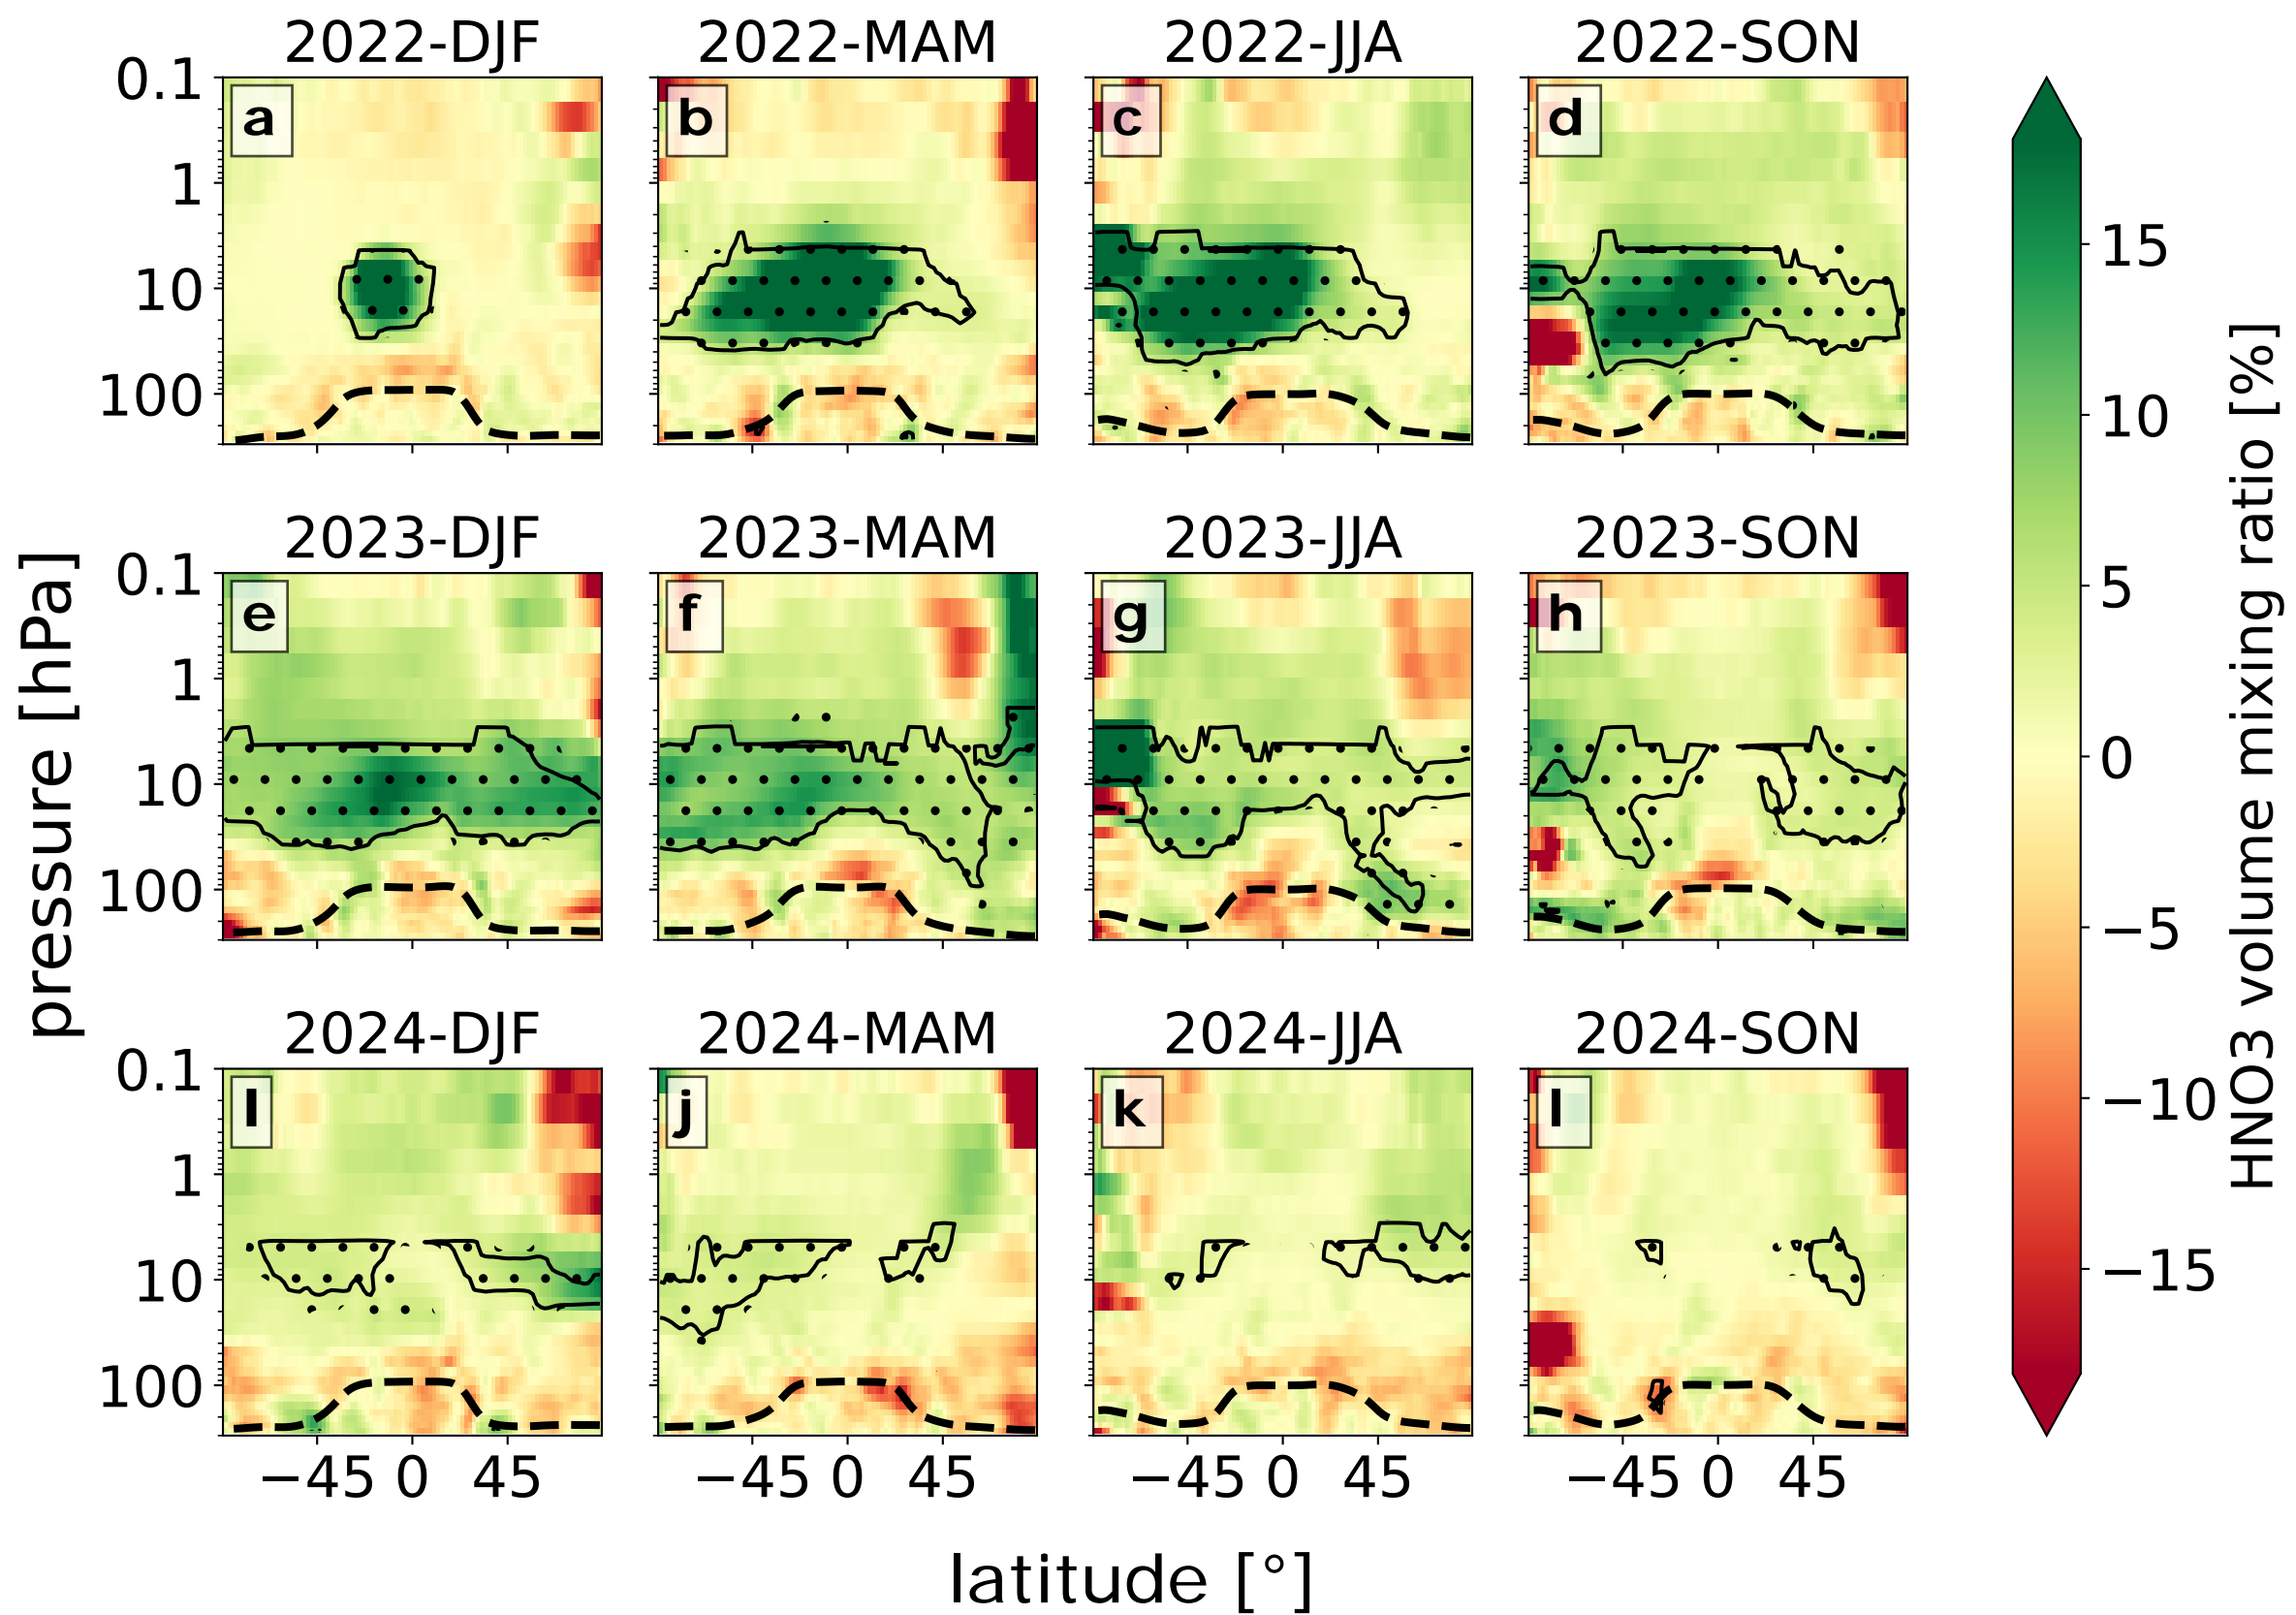 2022-DJF 2022-MAM 2022-JJA 2022-SON
a b c d
0.1
1
10
100
2023-DJF 2023-MAM 2023-JJA 2023-SON
e f g h
0.1
1
10
100
2024-DJF 2024-MAM 2024-JJA 2024-SON
I j k l
0.1
1
10
100
−45 0 45 −45 0 45 −45 0 45 −45 0 45
latitude [°]
pressure [hPa]
15
10
5
0
−5
−10
−15
HNO3 volume mixing ratio [%]